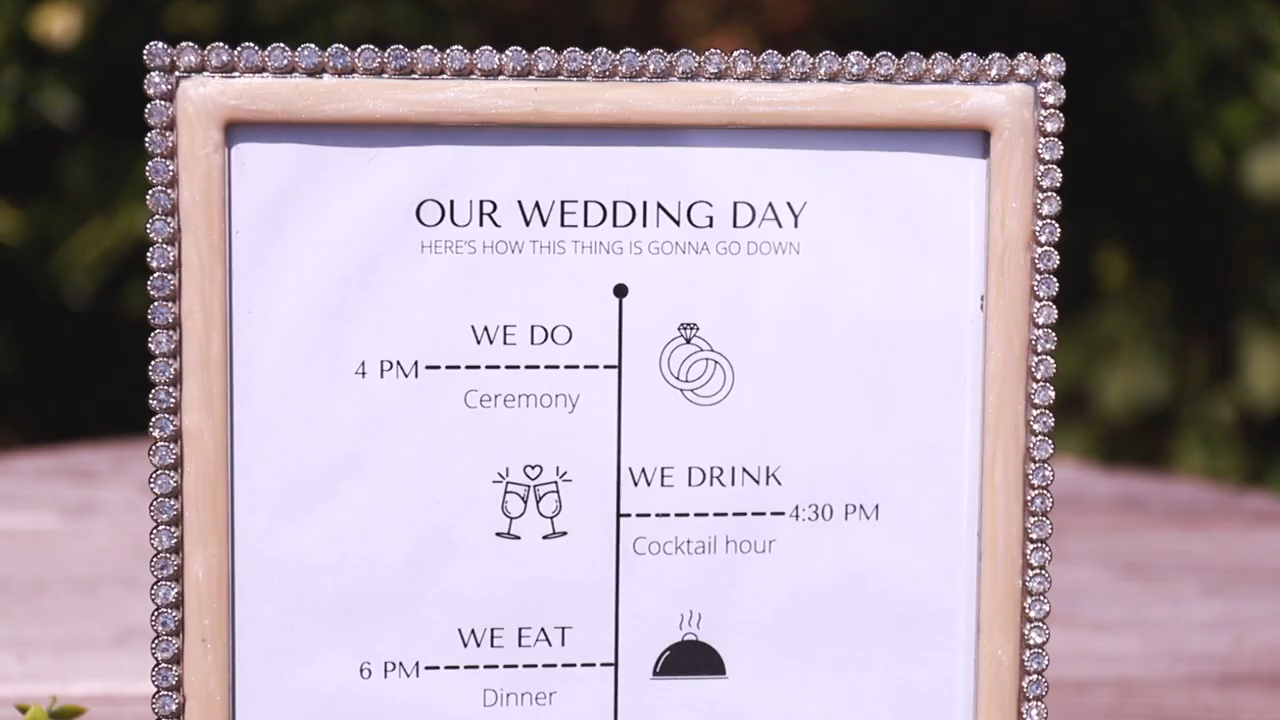 OUR WEDDING DAY
HERE'S HOW THIS THING IS GONNA GO DOWN
WE DO
4 PM
Ceremony
WE DRINK
4:30 PM
Cocktail hour
WE EAT
6 PM
Dinner